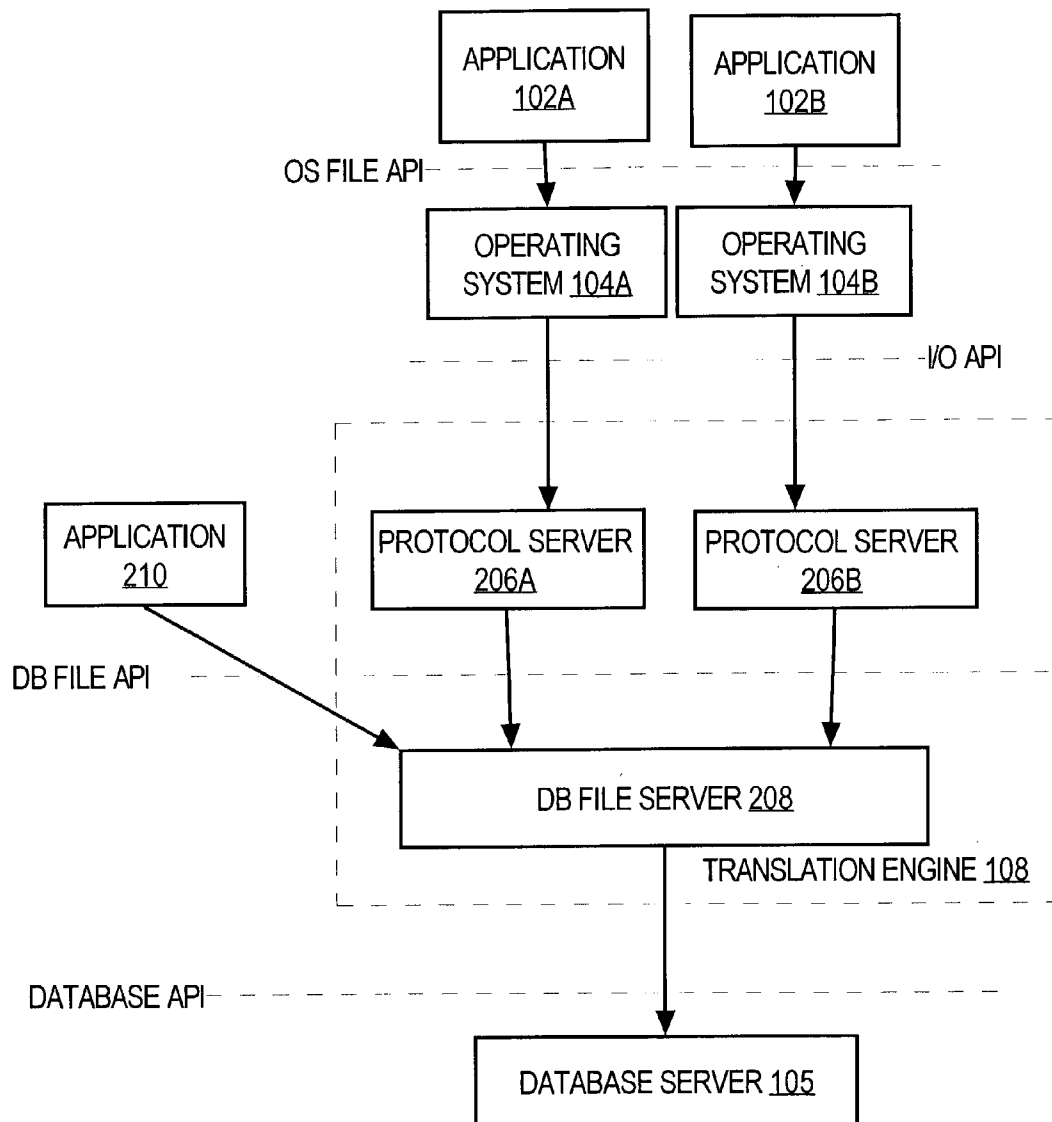 APPLICATION
102A
APPLICATION
102B
OS FILE API
OPERATING
SYSTEM 104A
OPERATING
SYSTEM 104B
I/O API
APPLICATION
210
PROTOCOL SERVER
206A
PROTOCOL SERVER
206B
DB FILE API
DB FILE SERVER 208
TRANSLATION ENGINE 108
DATABASE API
DATABASE SERVER 105